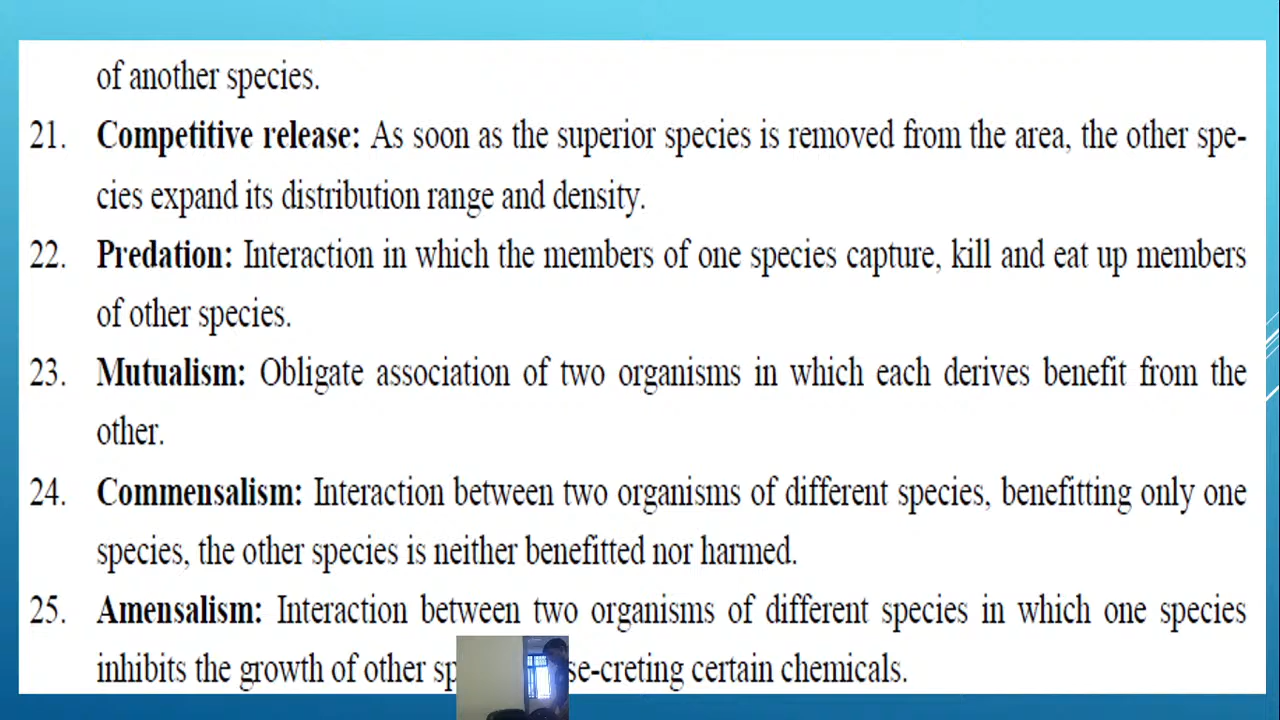 of another species.
21. Competitive release: As soon as the superior species is removed from the area, the other spe-
cies expand its distribution range and density.
22. Predation: Interaction in which the members of one species capture, kill and eat up members
of other species.
23. Mutualism: Obligate association of two organisms in which each derives benefit from the
other.
24. Commensalism: Interaction between two organisms of different species, benefitting only one
species, the other species is neither benefitted nor harmed.
25. Amensalism: Interaction between two organisms of different species in which one species
inhibits the growth of other se-creting certain chemicals.